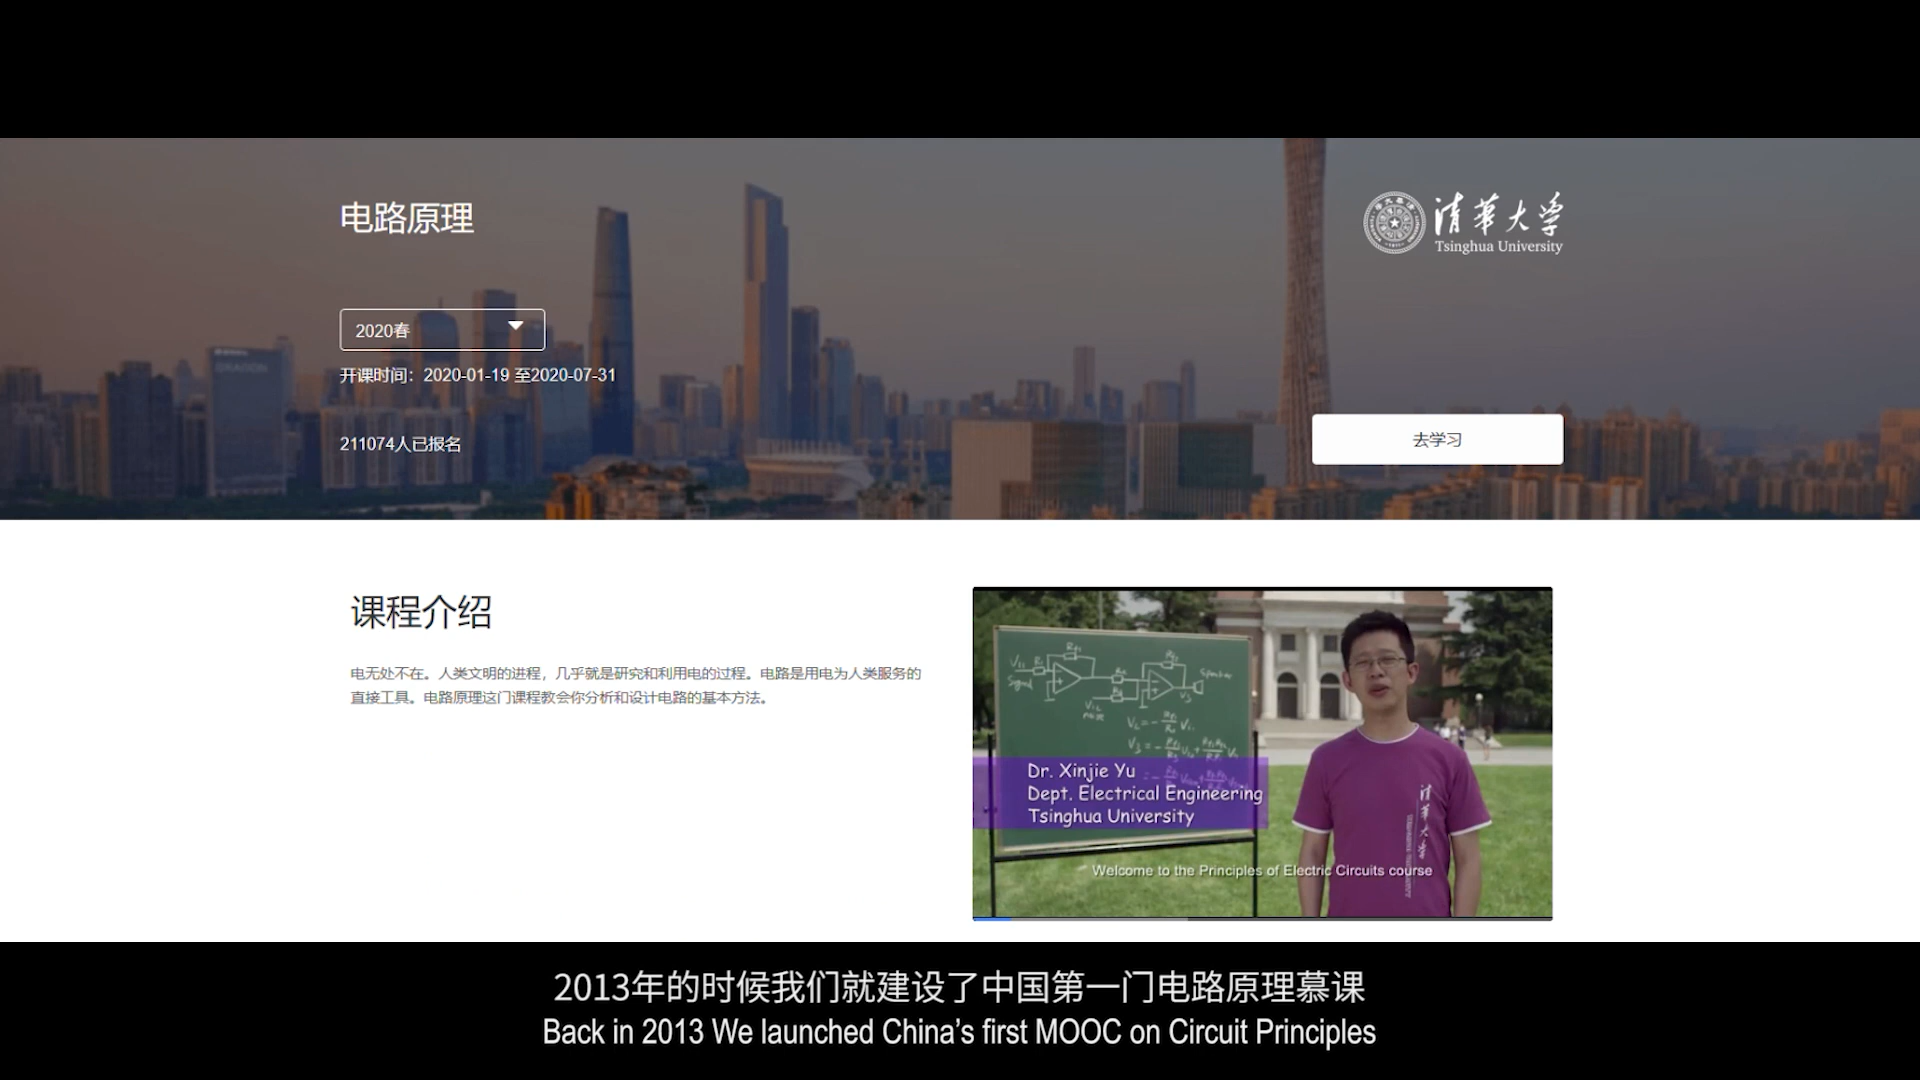 电路原理
清華大学
Tsinghua University
2020春
开课时间：2020-01-19 至2020-07-31
211074人已报名
去学习
课程介绍
电无处不在。人类文明的进程，几乎就是研究和利用电的过程。电路是用电为人类服务的
直接工具。电路原理这门课程教会你分析和设计电路的基本方法。
Dr. Xinjie Yu
Dept. Electrical Engineering
Tsinghua University
Welcome to the Principles of Electric Circuits course
2013年的时候我们就建设了中国第一门电路原理慕课
Back in 2013 We launched China’s first MOOC on Circuit Principles